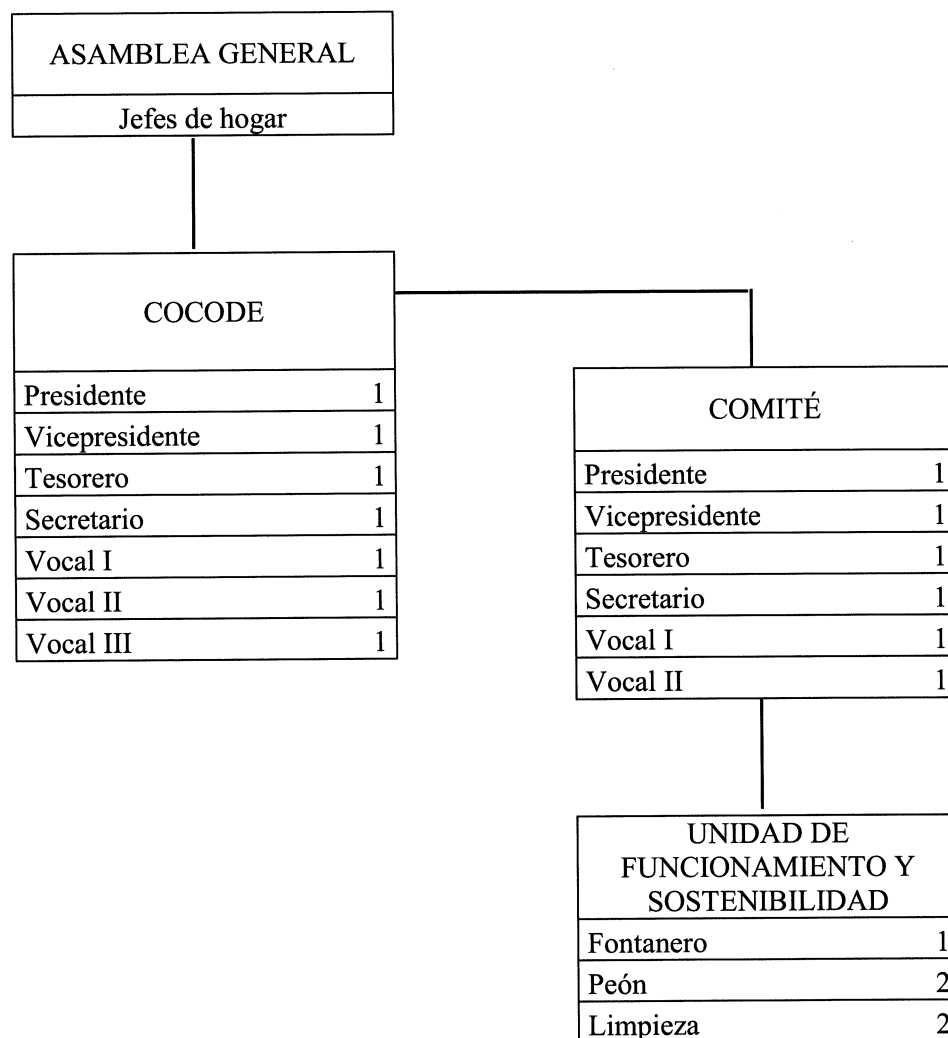 ASAMBLEA GENERAL
Jefes de hogar
COCODE
Presidente 1
Vicepresidente 1
Tesorero 1
Secretario 1
Vocal I 1
Vocal II 1
Vocal III 1
COMITÉ
Presidente 1
Vicepresidente 1
Tesorero 1
Secretario 1
Vocal I 1
Vocal II 1
UNIDAD DE
FUNCIONAMIENTO Y
SOSTENIBILIDAD
Fontanero 1
Peón 2
Limpieza 2